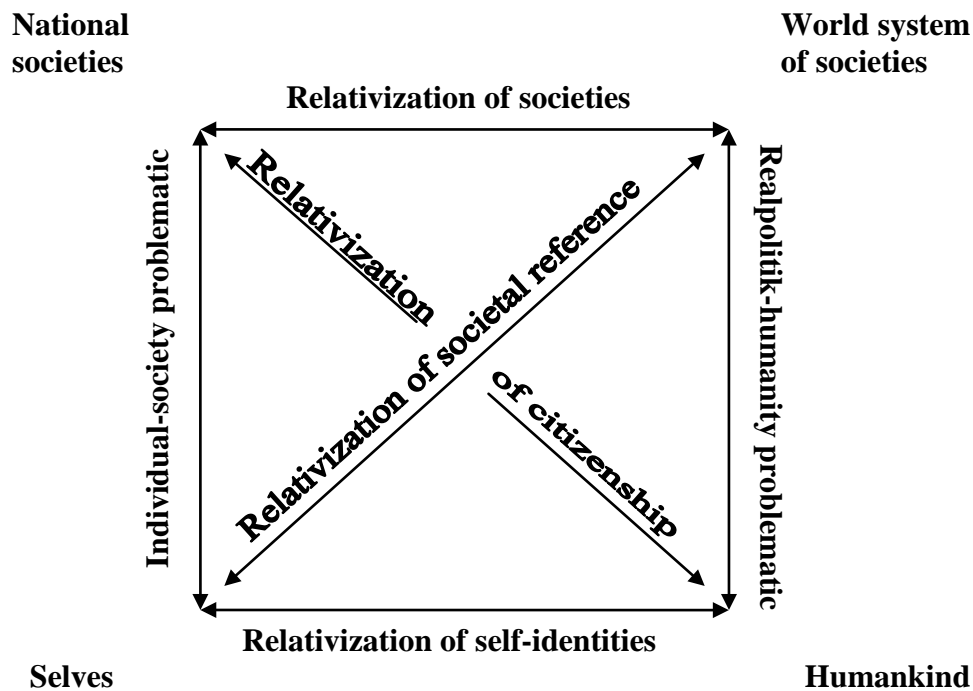 National
societies
World system
of societies
Relativization of societies
Individual-society problematic
Relativization
of citizenship
Relativization of societal reference
Realpolitik-humanity problematic
Relativization of self-identities
Selves
Humankind